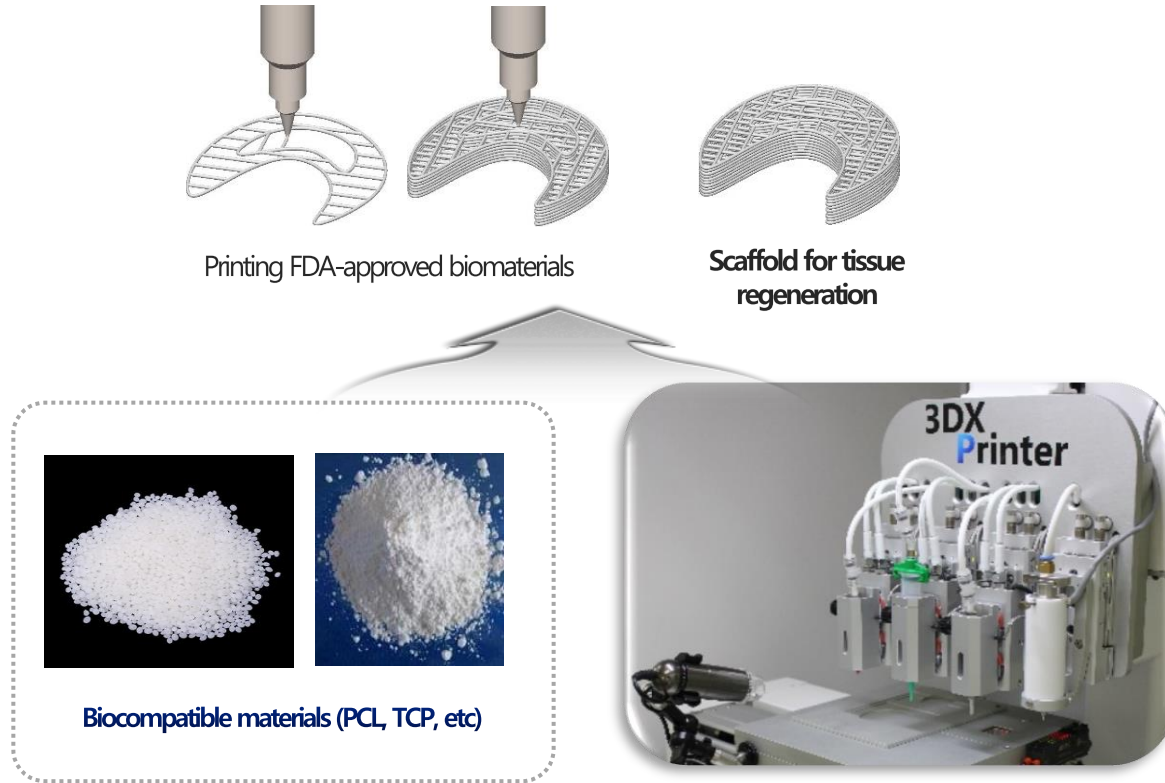 Printing FDA-approved biomaterials
Scaffold for tissue
regeneration
3DX
Printer
Biocompatible materials (PCL, TCP, etc)